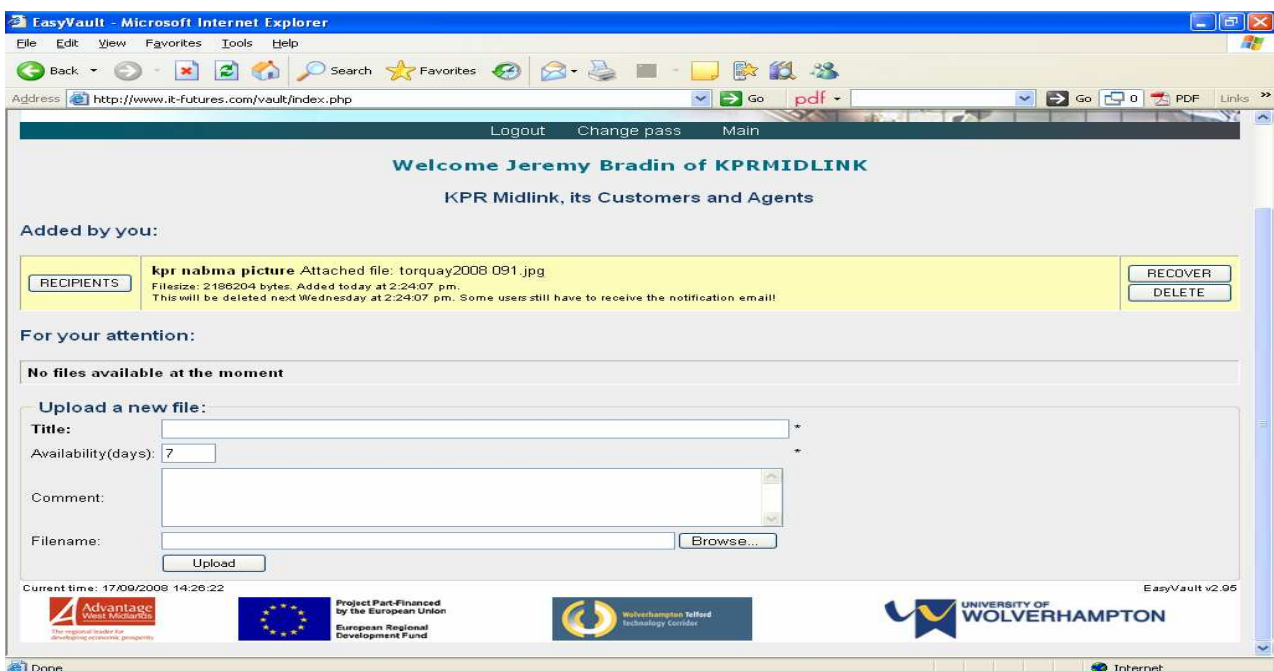 EasyVault - Microsoft Internet Explorer
File Edit View Favorites Tools Help
Back Search Favorites
Address http://www.it-futures.com/vault/index.php Go pdf Go 0 PDF Links »
Logout Change pass Main
Welcome Jeremy Bradin of KPRMIDLINK
KPR Midlink, its Customers and Agents
Added by you:
RECIPIENTS
kpr nabma picture Attached file: torquay2008 091.jpg
Filesize: 2186204 bytes. Added today at 2:24:07 pm.
This will be deleted next Wednesday at 2:24:07 pm. Some users still have to receive the notification email!
RECOVER
DELETE
For your attention:
No files available at the moment
Upload a new file:
Title: *
Availability(days): 7 *
Comment:
Filename: Browse...
Upload
Current time: 17/09/2008 14:26:22 EasyVault v2.95
Advantage
West Midlands
The regional leader for
developing economic prosperity
Project Part-Financed
by the European Union
European Regional
Development Fund
Wolverhampton Telford
Technology Corridor
UNIVERSITY OF
WOLVERHAMPTON
Done Internet